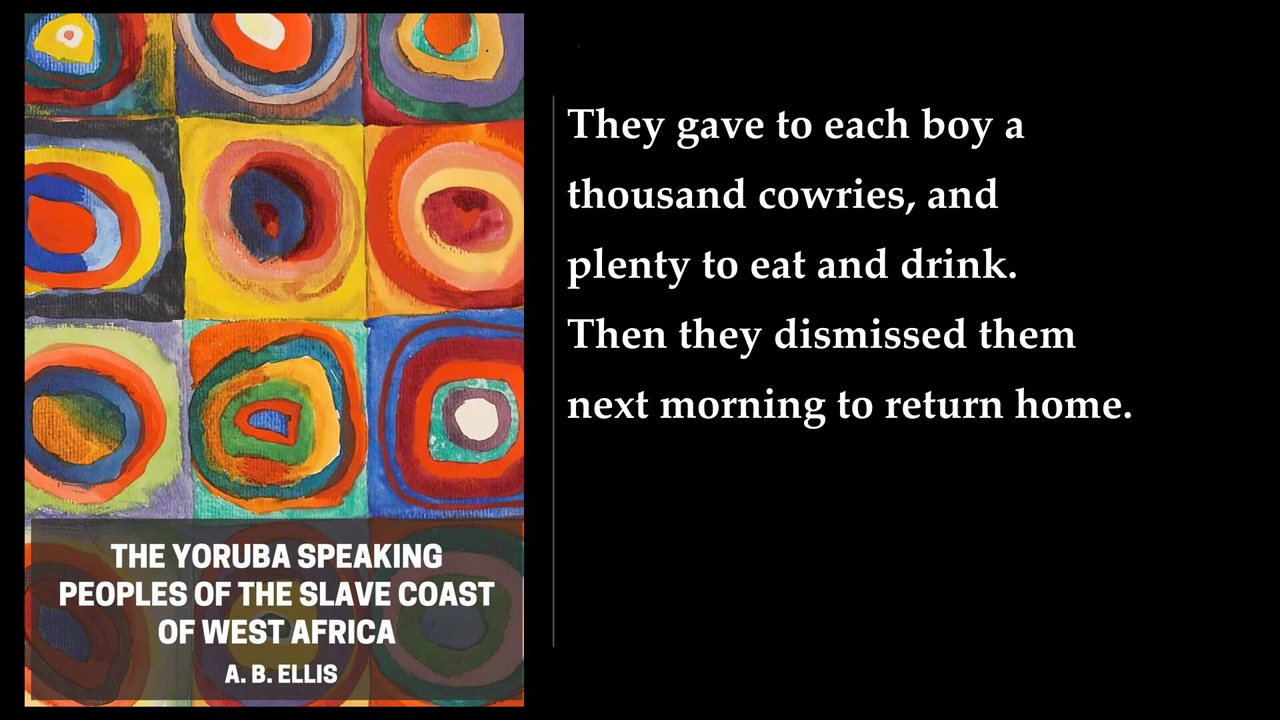 THE YORUBA SPEAKING
PEOPLES OF THE SLAVE COAST
OF WEST AFRICA
A. B. ELLIS
They gave to each boy a
thousand cowries, and
plenty to eat and drink.
Then they dismissed them
next morning to return home.